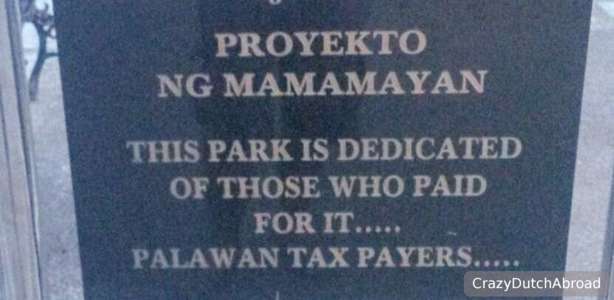 PROYEKTO
NG MAMAMAYAN
THIS PARK IS DEDICATED
OF THOSE WHO PAID
FOR IT.....
PALAWAN TAX PAYERS.....
CrazyDutchAbroad